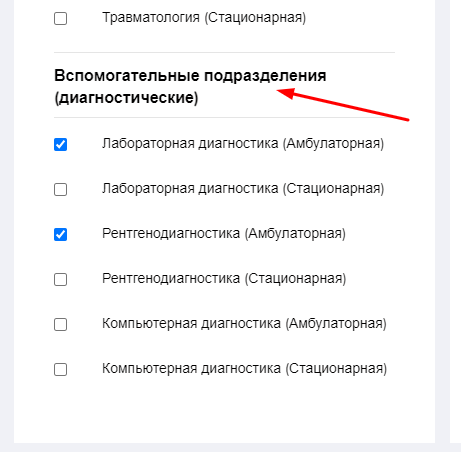 Травматология (Стационарная)
Вспомогательные подразделения
(диагностические)
Лабораторная диагностика (Амбулаторная)
Лабораторная диагностика (Стационарная)
Рентгенодиагностика (Амбулаторная)
Рентгенодиагностика (Стационарная)
Компьютерная диагностика (Амбулаторная)
Компьютерная диагностика (Стационарная)